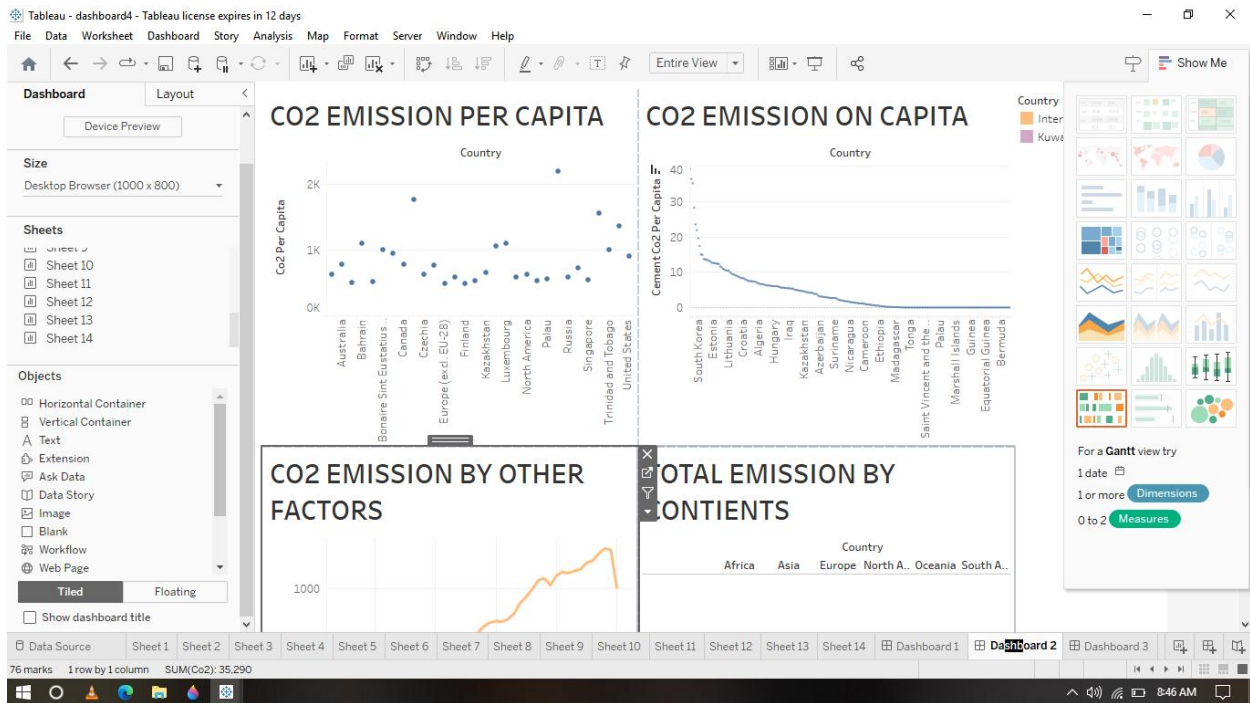 Tableau - dashboard4 - Tableau license expires in 12 days
File Data Worksheet Dashboard Story Analysis Map Format Server Window Help
Entire View
Show Me
Dashboard Layout
Device Preview
Size
Desktop Browser (1000 x 800)
Sheets
Sheet 10
Sheet 11
Sheet 12
Sheet 13
Sheet 14
Objects
Horizontal Container
Vertical Container
Text
Extension
Ask Data
Data Story
Image
Blank
Workflow
Web Page
Tiled Floating
Show dashboard title
CO2 EMISSION PER CAPITA
Country
Co2 Per Capita
2K
1K
0K
Australia
Bahrain
Bonaire Sint Eustatius ..
Canada
Czechia
Europe (excl. EU-28)
Finland
Kazakhstan
Luxembourg
North America
Palau
Russia
Singapore
Trinidad and Tobago
United States
CO2 EMISSION ON CAPITA
Country
Cement Co2 Per Capita
40
30
20
10
0
South Korea
Estonia
Lithuania
Croatia
Algeria
Hungary
Iraq
Kazakhstan
Azerbaijan
Suriname
Nicaragua
Cameroon
Ethiopia
Madagascar
Tonga
Saint Vincent and the ..
Palau
Marshall Islands
Guinea
Equatorial Guinea
Bermuda
Country
Inter
Kuwa
CO2 EMISSION BY OTHER
FACTORS
1000
TOTAL EMISSION BY
CONTIENTS
Country
Africa Asia Europe North A.. Oceania South A..
For a Gantt view try
1 date
1 or more Dimensions
0 to 2 Measures
Data Source Sheet 1 Sheet 2 Sheet 3 Sheet 4 Sheet 5 Sheet 6 Sheet 7 Sheet 8 Sheet 9 Sheet 10 Sheet 11 Sheet 12 Sheet 13 Sheet 14 Dashboard 1 Dashboard 2 Dashboard 3
76 marks 1 row by 1 column SUM(Co2): 35,290
8:46 AM